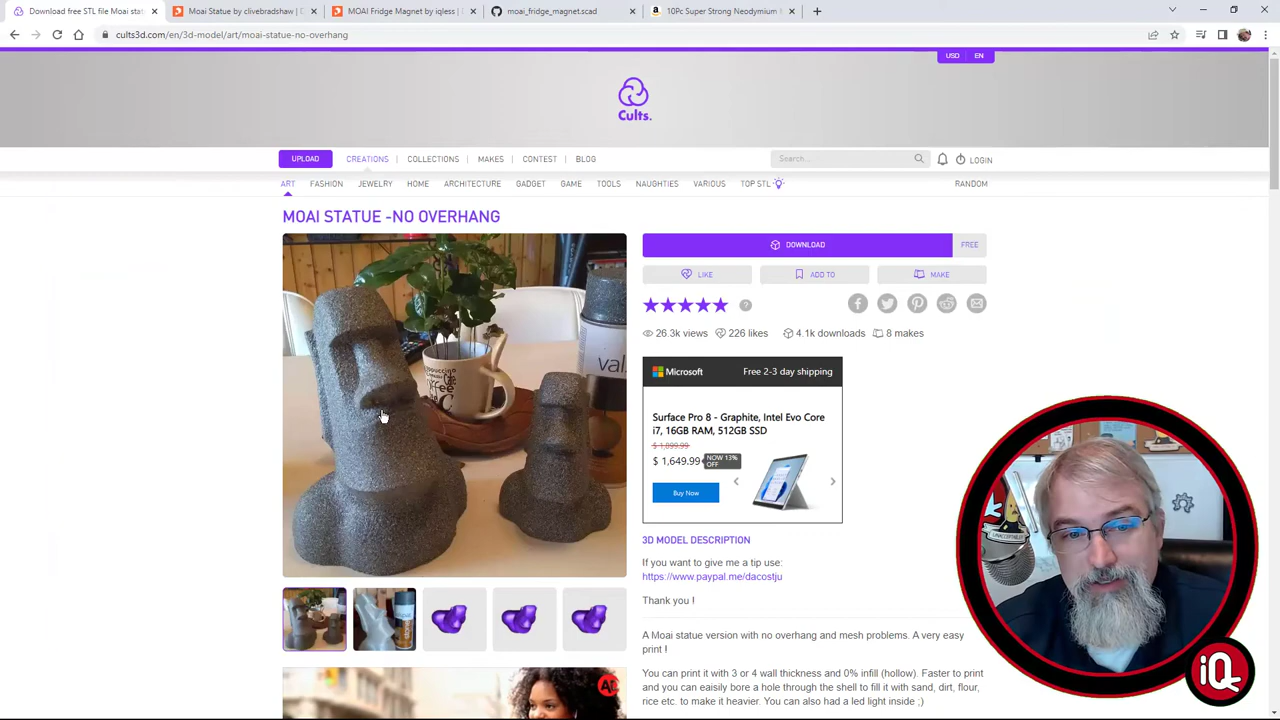 Download free STL file Moai stat
Moai Statue by clivebradshaw
MOAI Fridge Magnet by iqless
moai_fridge_magnet.scad
10Pc Super Strong Neodymium
cults3d.com/en/3d-model/art/moai-statue-no-overhang
USD EN
Cults.
UPLOAD CREATIONS | COLLECTIONS | MAKES | CONTEST | BLOG Search... LOGIN
ART FASHION JEWELRY HOME ARCHITECTURE GADGET GAME TOOLS NAUGHTIES VARIOUS TOP STL RANDOM
MOAI STATUE -NO OVERHANG
DOWNLOAD FREE
LIKE ADD TO MAKE
?
26.3k views 226 likes 4.1k downloads 8 makes
val.
Coffee
Microsoft Free 2-3 day shipping
Surface Pro 8 - Graphite, Intel Evo Core
i7, 16GB RAM, 512GB SSD
$ 1,899.99
$ 1,649.99 NOW 13%
OFF
Buy Now
3D MODEL DESCRIPTION
If you want to give me a tip use:
https://www.paypal.me/dacostju
Thank you !
A Moai statue version with no overhang and mesh problems. A very easy
print !
You can print it with 3 or 4 wall thickness and 0% infill (hollow). Faster to print
and you can eaisily bore a hole through the shell to fill it with sand, dirt, flour,
rice etc. to make it heavier. You can also had a led light inside ;)
iQ